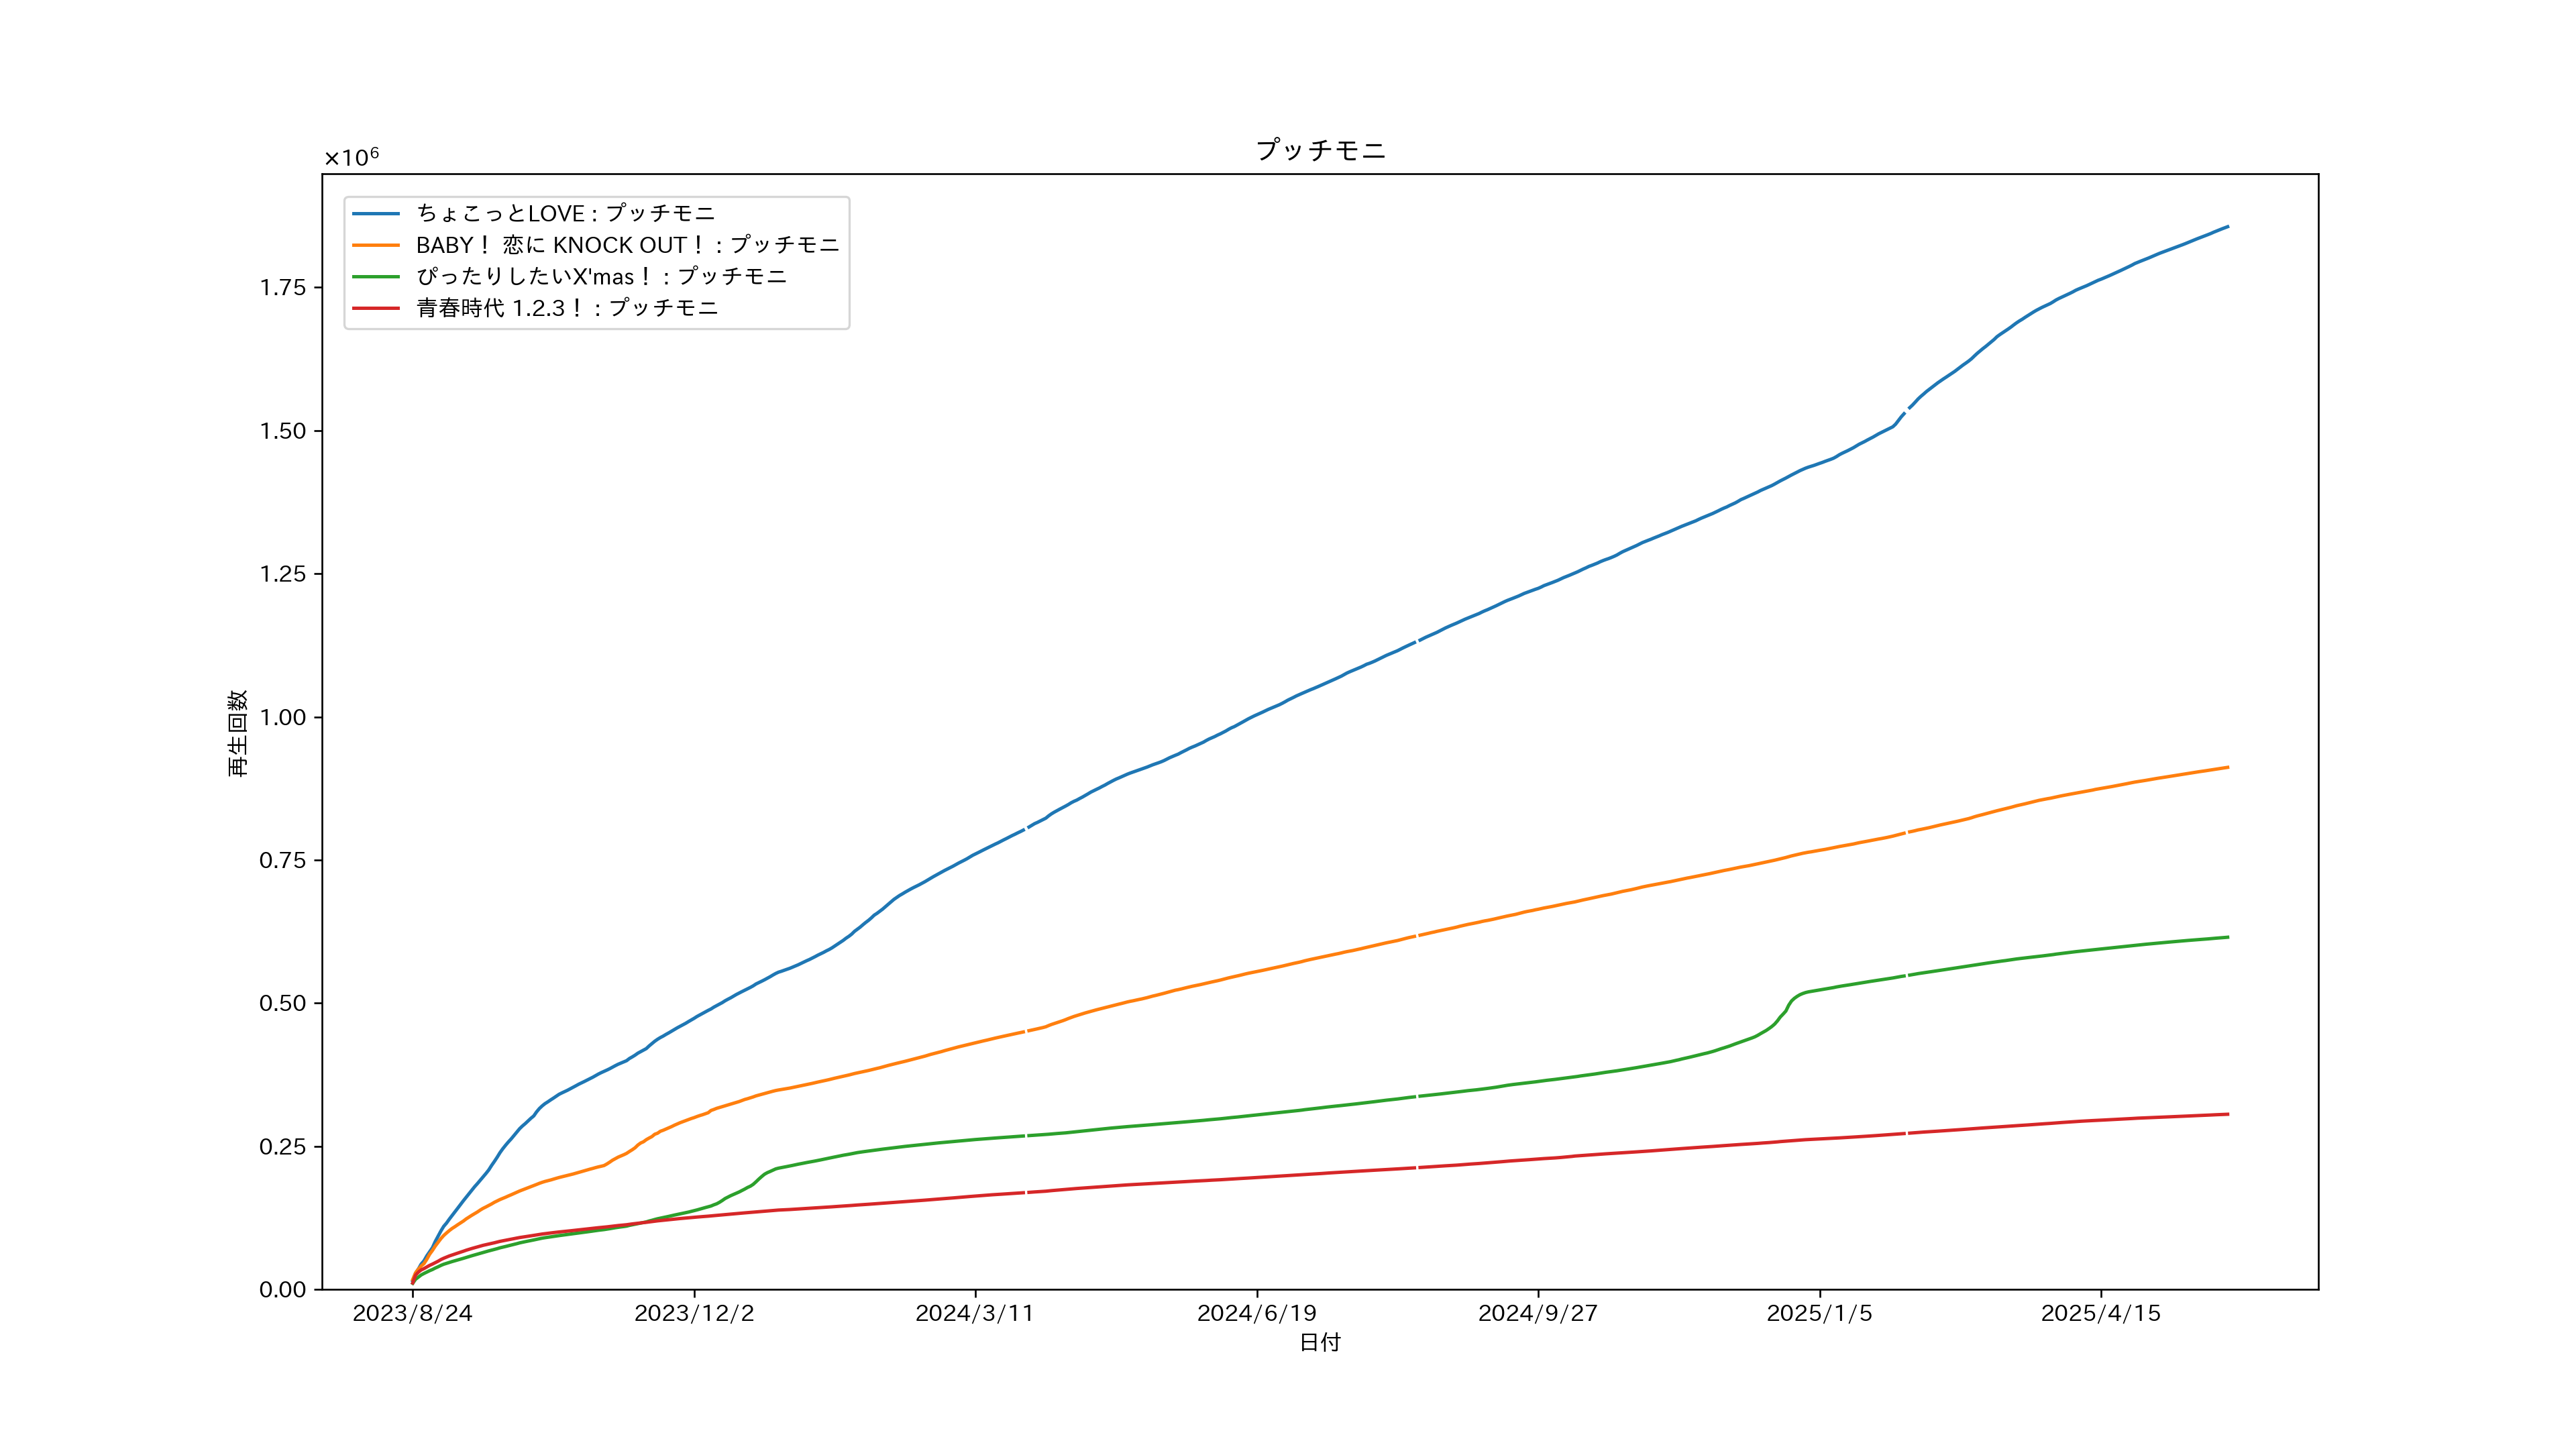 プッチモニ
×10⁶
ちょこっとLOVE : プッチモニ
BABY！ 恋に KNOCK OUT！ : プッチモニ
ぴったりしたいX'mas！ : プッチモニ
青春時代 1.2.3！ : プッチモニ
1.75
1.50
1.25
1.00
0.75
0.50
0.25
0.00
再生回数
2023/8/24 2023/12/2 2024/3/11 2024/6/19 2024/9/27 2025/1/5 2025/4/15
日付